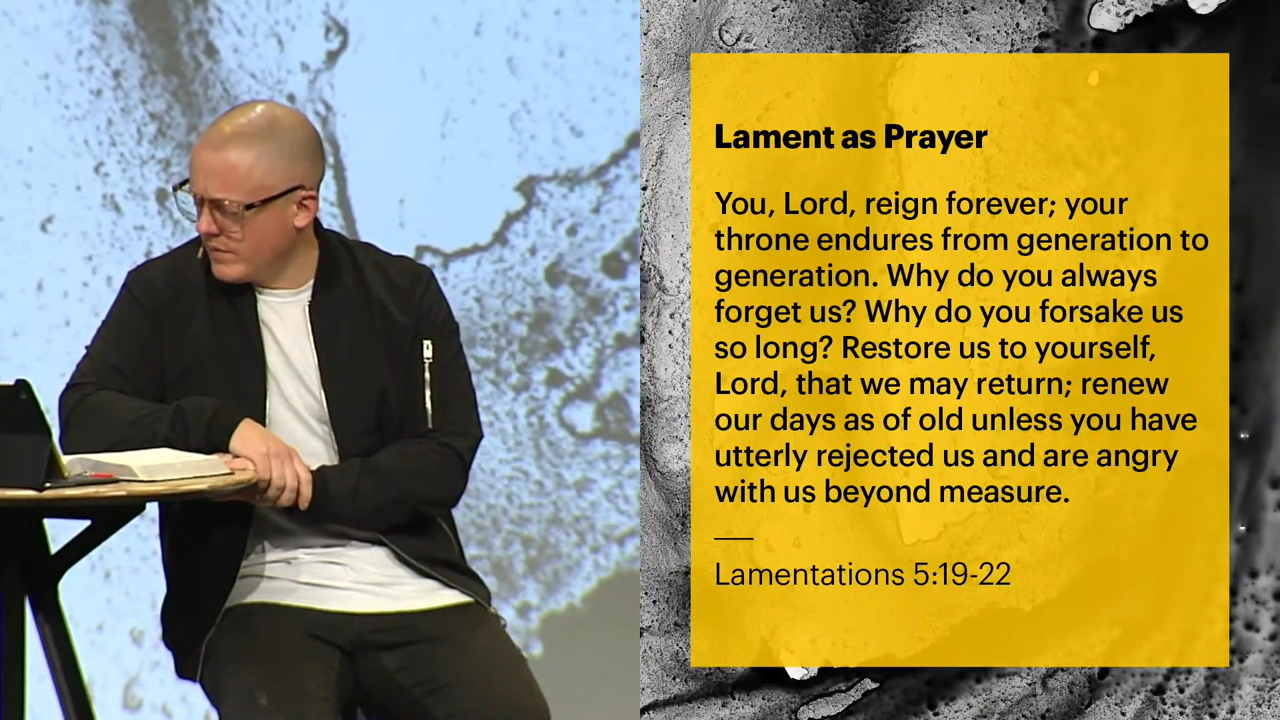 Lament as Prayer
You, Lord, reign forever; your
throne endures from generation to
generation. Why do you always
forget us? Why do you forsake us
so long? Restore us to yourself,
Lord, that we may return; renew
our days as of old unless you have
utterly rejected us and are angry
with us beyond measure.
Lamentations 5:19-22